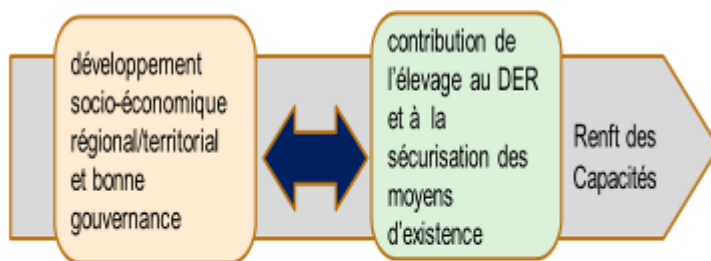 développement
socio-économique
régional/territorial
et bonne
gouvernance
contribution de
l'élevage au DER
et à la
sécurisation des
moyens
d'existence
Renft des
Capacités